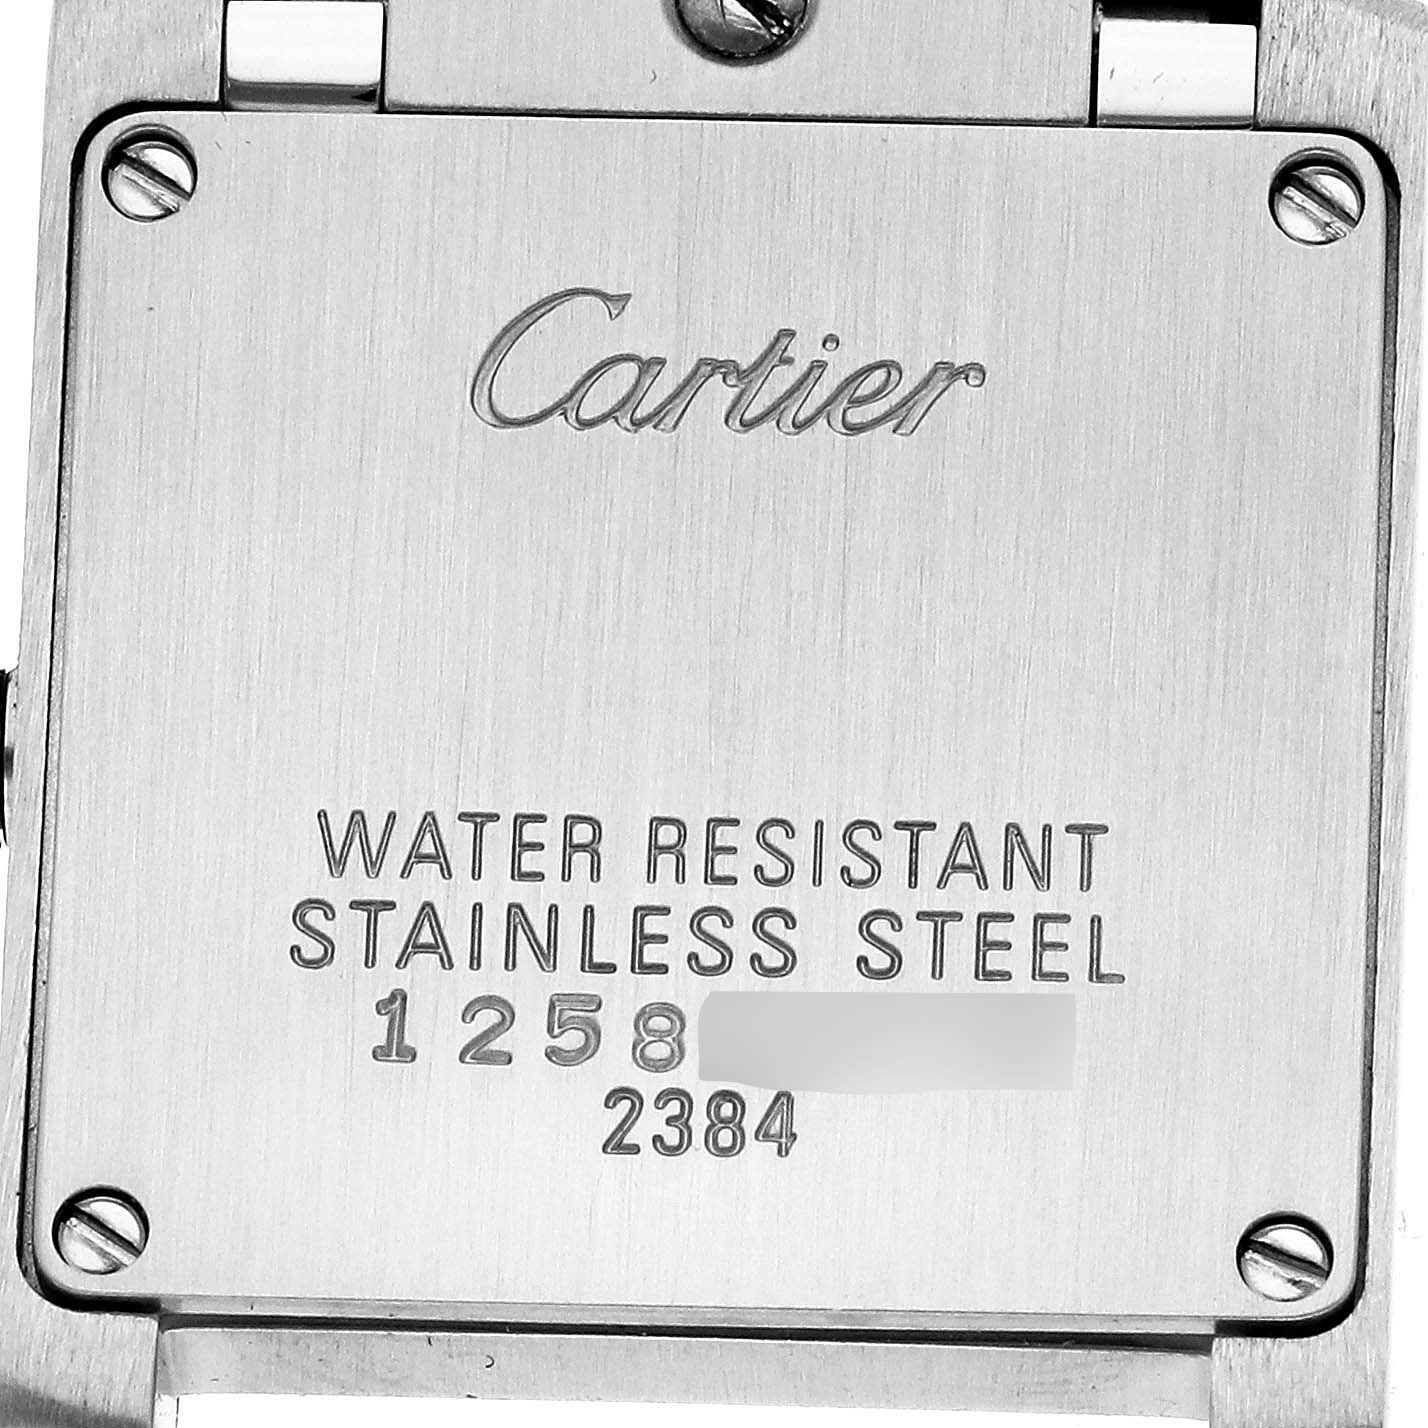 Cartier
WATER RESISTANT
STAINLESS STEEL
1258
2384